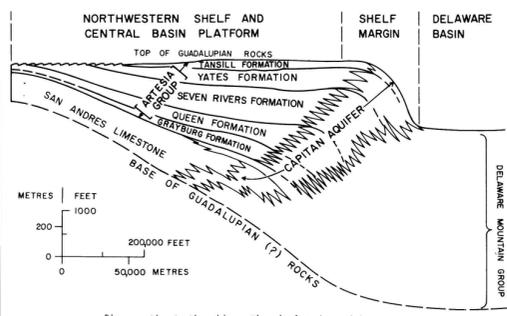 NORTHWESTERN SHELF AND
CENTRAL BASIN PLATFORM
SHELF
MARGIN
DELAWARE
BASIN
TOP OF GUADALUPIAN ROCKS
TANSILL FORMATION
YATES FORMATION
ARTESIA
GROUP
SEVEN RIVERS FORMATION
QUEEN FORMATION
GRAYBURG FORMATION
CAPITAN AQUIFER
SAN ANDRES LIMESTONE
BASE OF GUADALUPIAN (?) ROCKS
DELAWARE MOUNTAIN GROUP
METRES FEET
1000
200
0
200,000 FEET
0 50,000 METRES